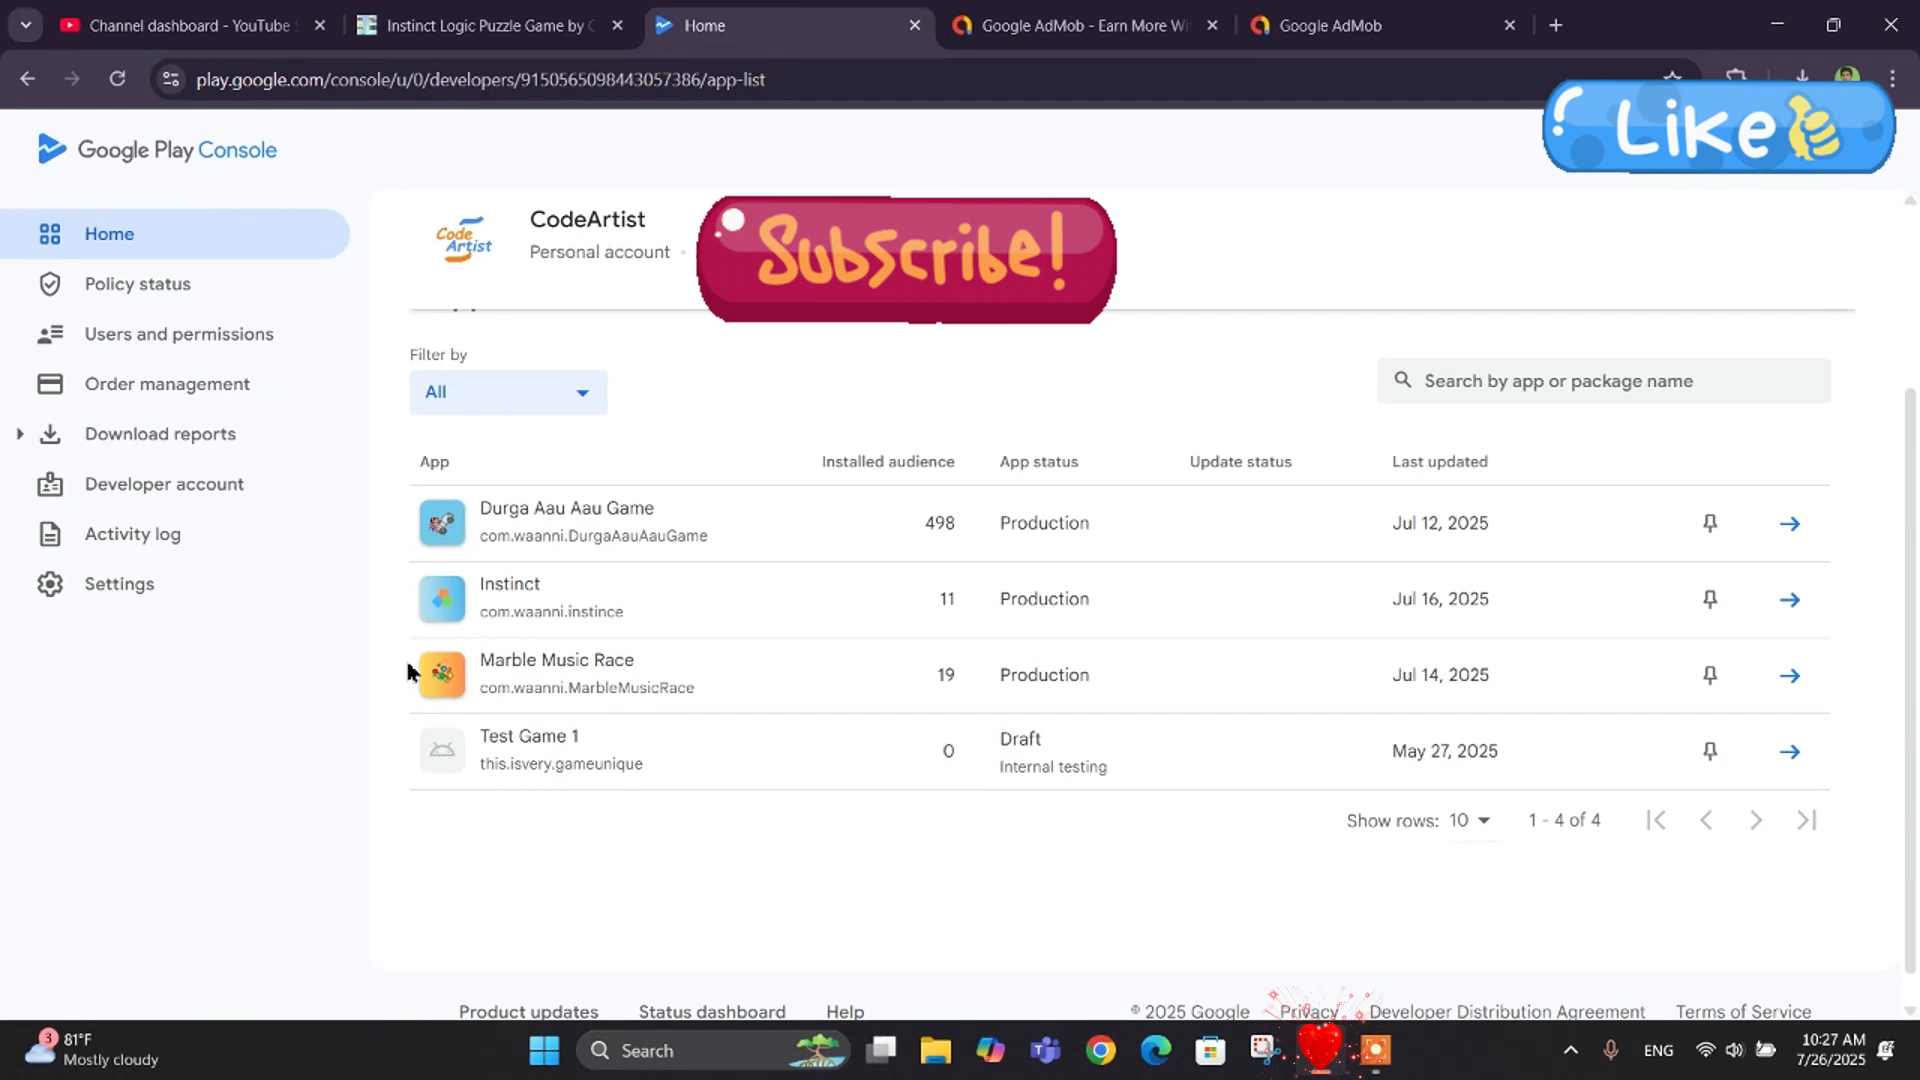 Channel dashboard - YouTube S
Instinct Logic Puzzle Game by C
Home
Google AdMob - Earn More Wi
Google AdMob
play.google.com/console/u/0/developers/9150565098443057386/app-list
Like
Google Play Console
Home
Policy status
Users and permissions
Order management
Download reports
Developer account
Activity log
Settings
Code
Artist
CodeArtist
Personal account
Subscribe!
Filter by
All
Search by app or package name
App Installed audience App status Update status Last updated
Durga Aau Aau Game
com.waanni.DurgaAauAauGame
498 Production Jul 12, 2025
Instinct
com.waanni.instince
11 Production Jul 16, 2025
Marble Music Race
com.waanni.MarbleMusicRace
19 Production Jul 14, 2025
Test Game 1
this.isvery.gameunique
0 Draft May 27, 2025
Internal testing
Show rows: 10 1 - 4 of 4
Product updates Status dashboard Help © 2025 Google Privacy Developer Distribution Agreement Terms of Service
3
81°F
Mostly cloudy
Search
ENG
10:27 AM
7/26/2025